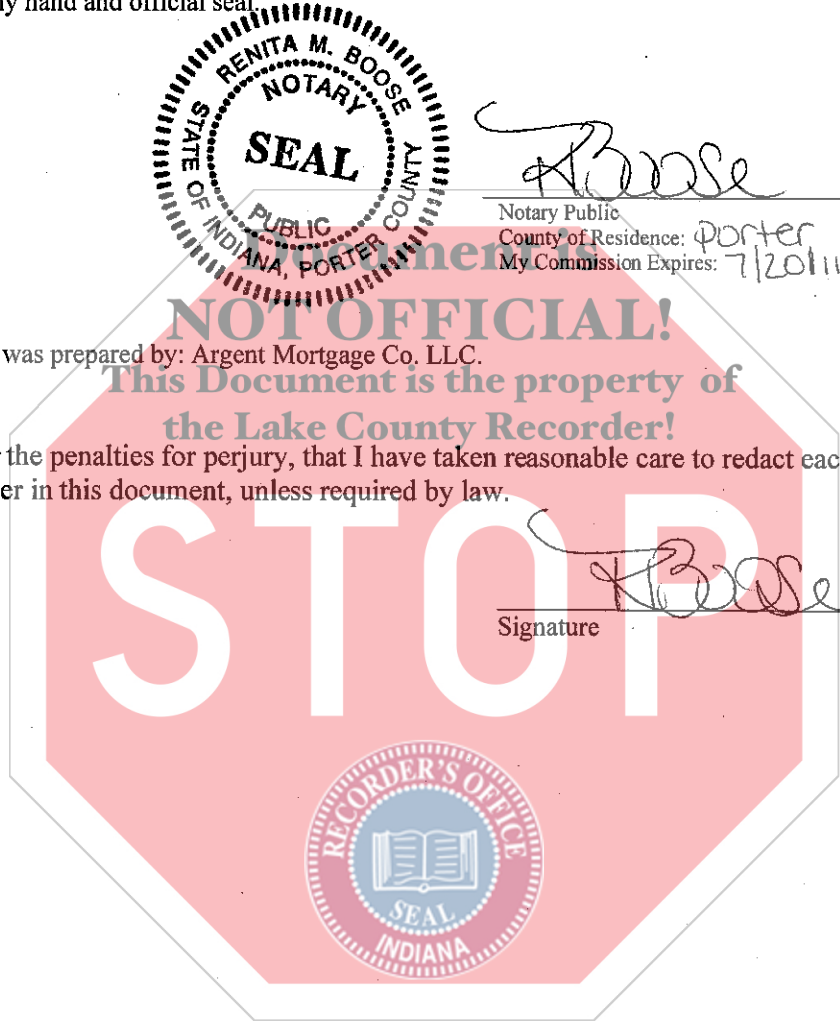 my hand and official seal.
RENITA M. BOOSE
NOTARY
SEAL
PUBLIC
STATE OF INDIANA, PORTER COUNTY
RBoose
Notary Public
County of Residence: Porter
My Commission Expires: 7/20/11
Document is
NOT OFFICIAL!
was prepared by: Argent Mortgage Co. LLC.
This Document is the property of
the Lake County Recorder!
the penalties for perjury, that I have taken reasonable care to redact eac
er in this document, unless required by law.
STOP
RBoose
Signature
RECORDER'S OFFICE
SEAL
INDIANA